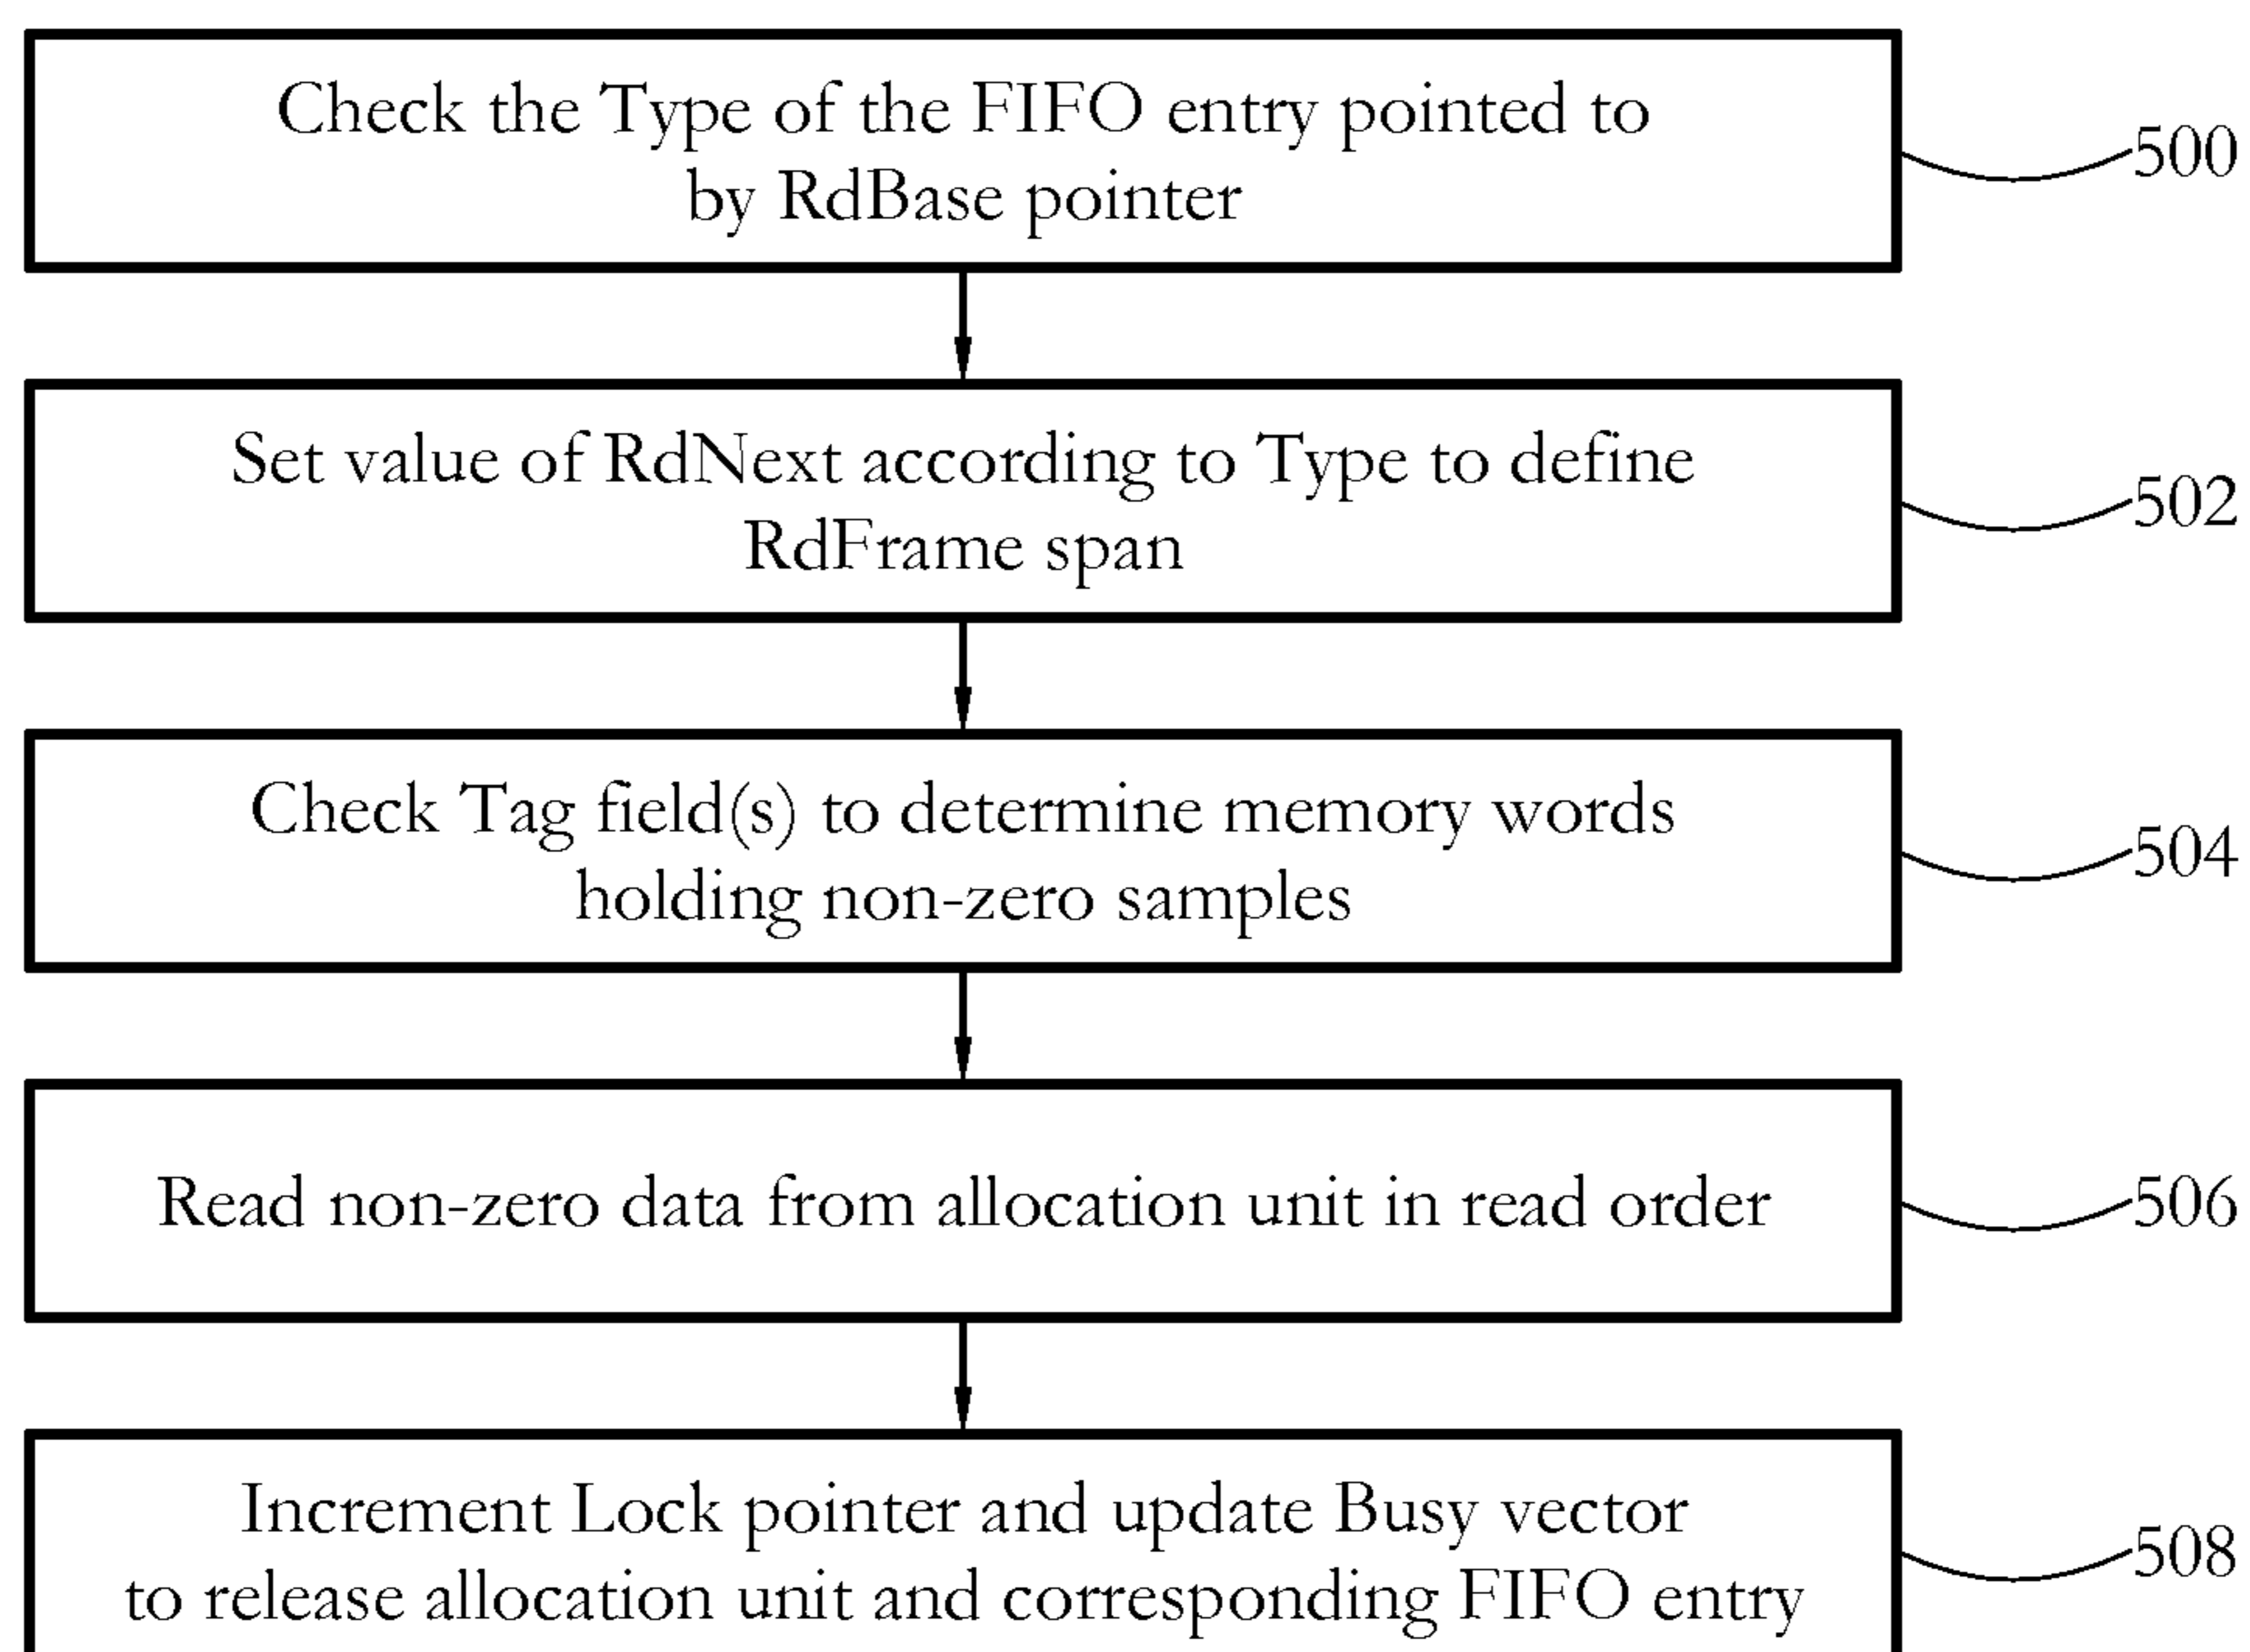 Check the Type of the FIFO entry pointed to
by RdBase pointer
500
Set value of RdNext according to Type to define
RdFrame span
502
Check Tag field(s) to determine memory words
holding non-zero samples
504
Read non-zero data from allocation unit in read order
506
Increment Lock pointer and update Busy vector
to release allocation unit and corresponding FIFO entry
508